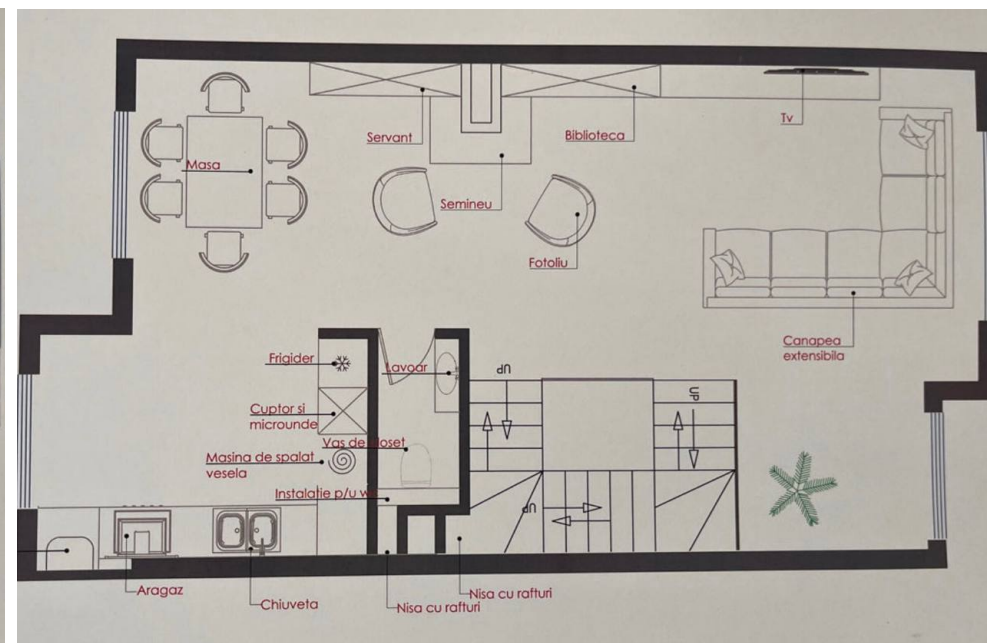 Servant
Biblioteca
Tv
Masa
Semineu
Fotoliu
Canapea
extensibila
Frigider
Lavoar
UP
UP
Cuptor si
microunde
Vas de closet
Masina de spalat
vesela
Instalatie p/u
UP
Aragaz
Chiuveta
Nisa cu rafturi
Nisa cu rafturi